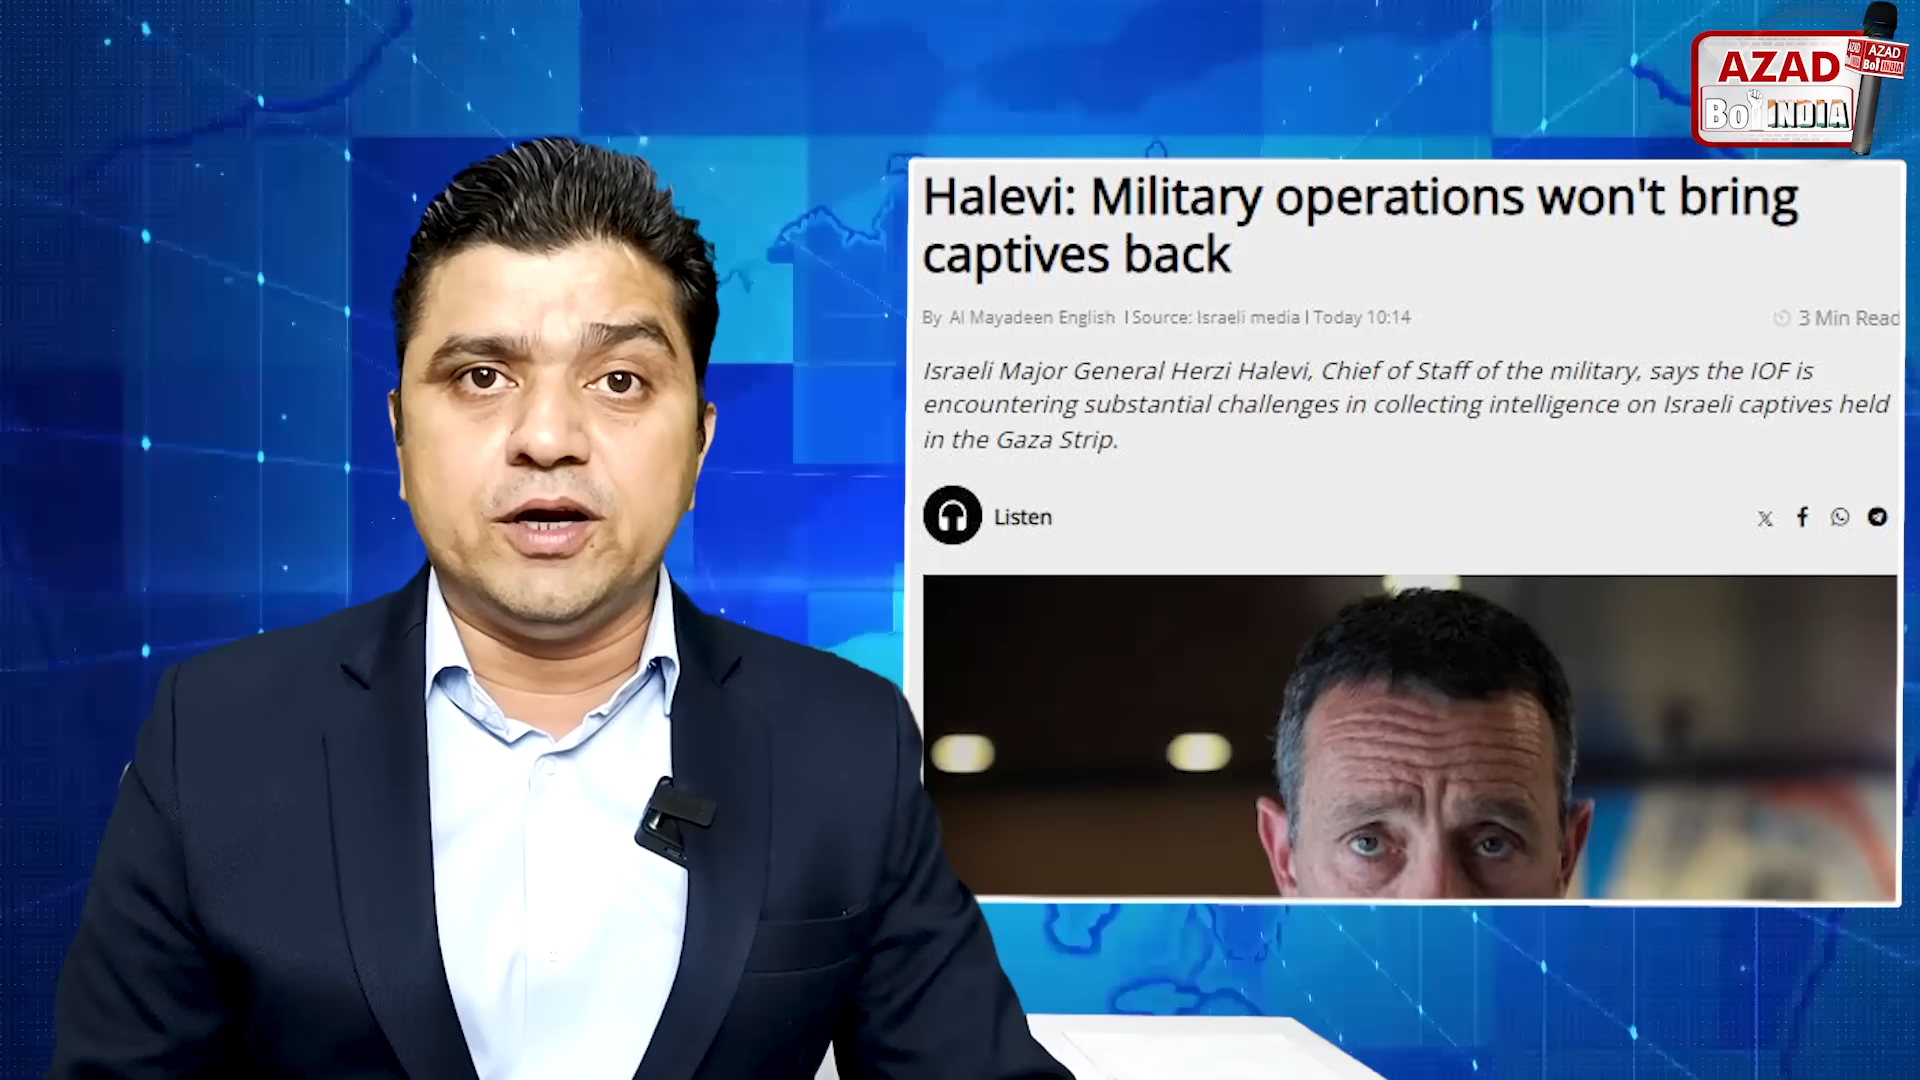 AZAD
Bol INDIA
AZAD
AZAD
Bol INDIA
Halevi: Military operations won't bring
captives back
By Al Mayadeen English | Source: Israeli media | Today 10:14
3 Min Read
Israeli Major General Herzi Halevi, Chief of Staff of the military, says the IOF is
encountering substantial challenges in collecting intelligence on Israeli captives held
in the Gaza Strip.
Listen